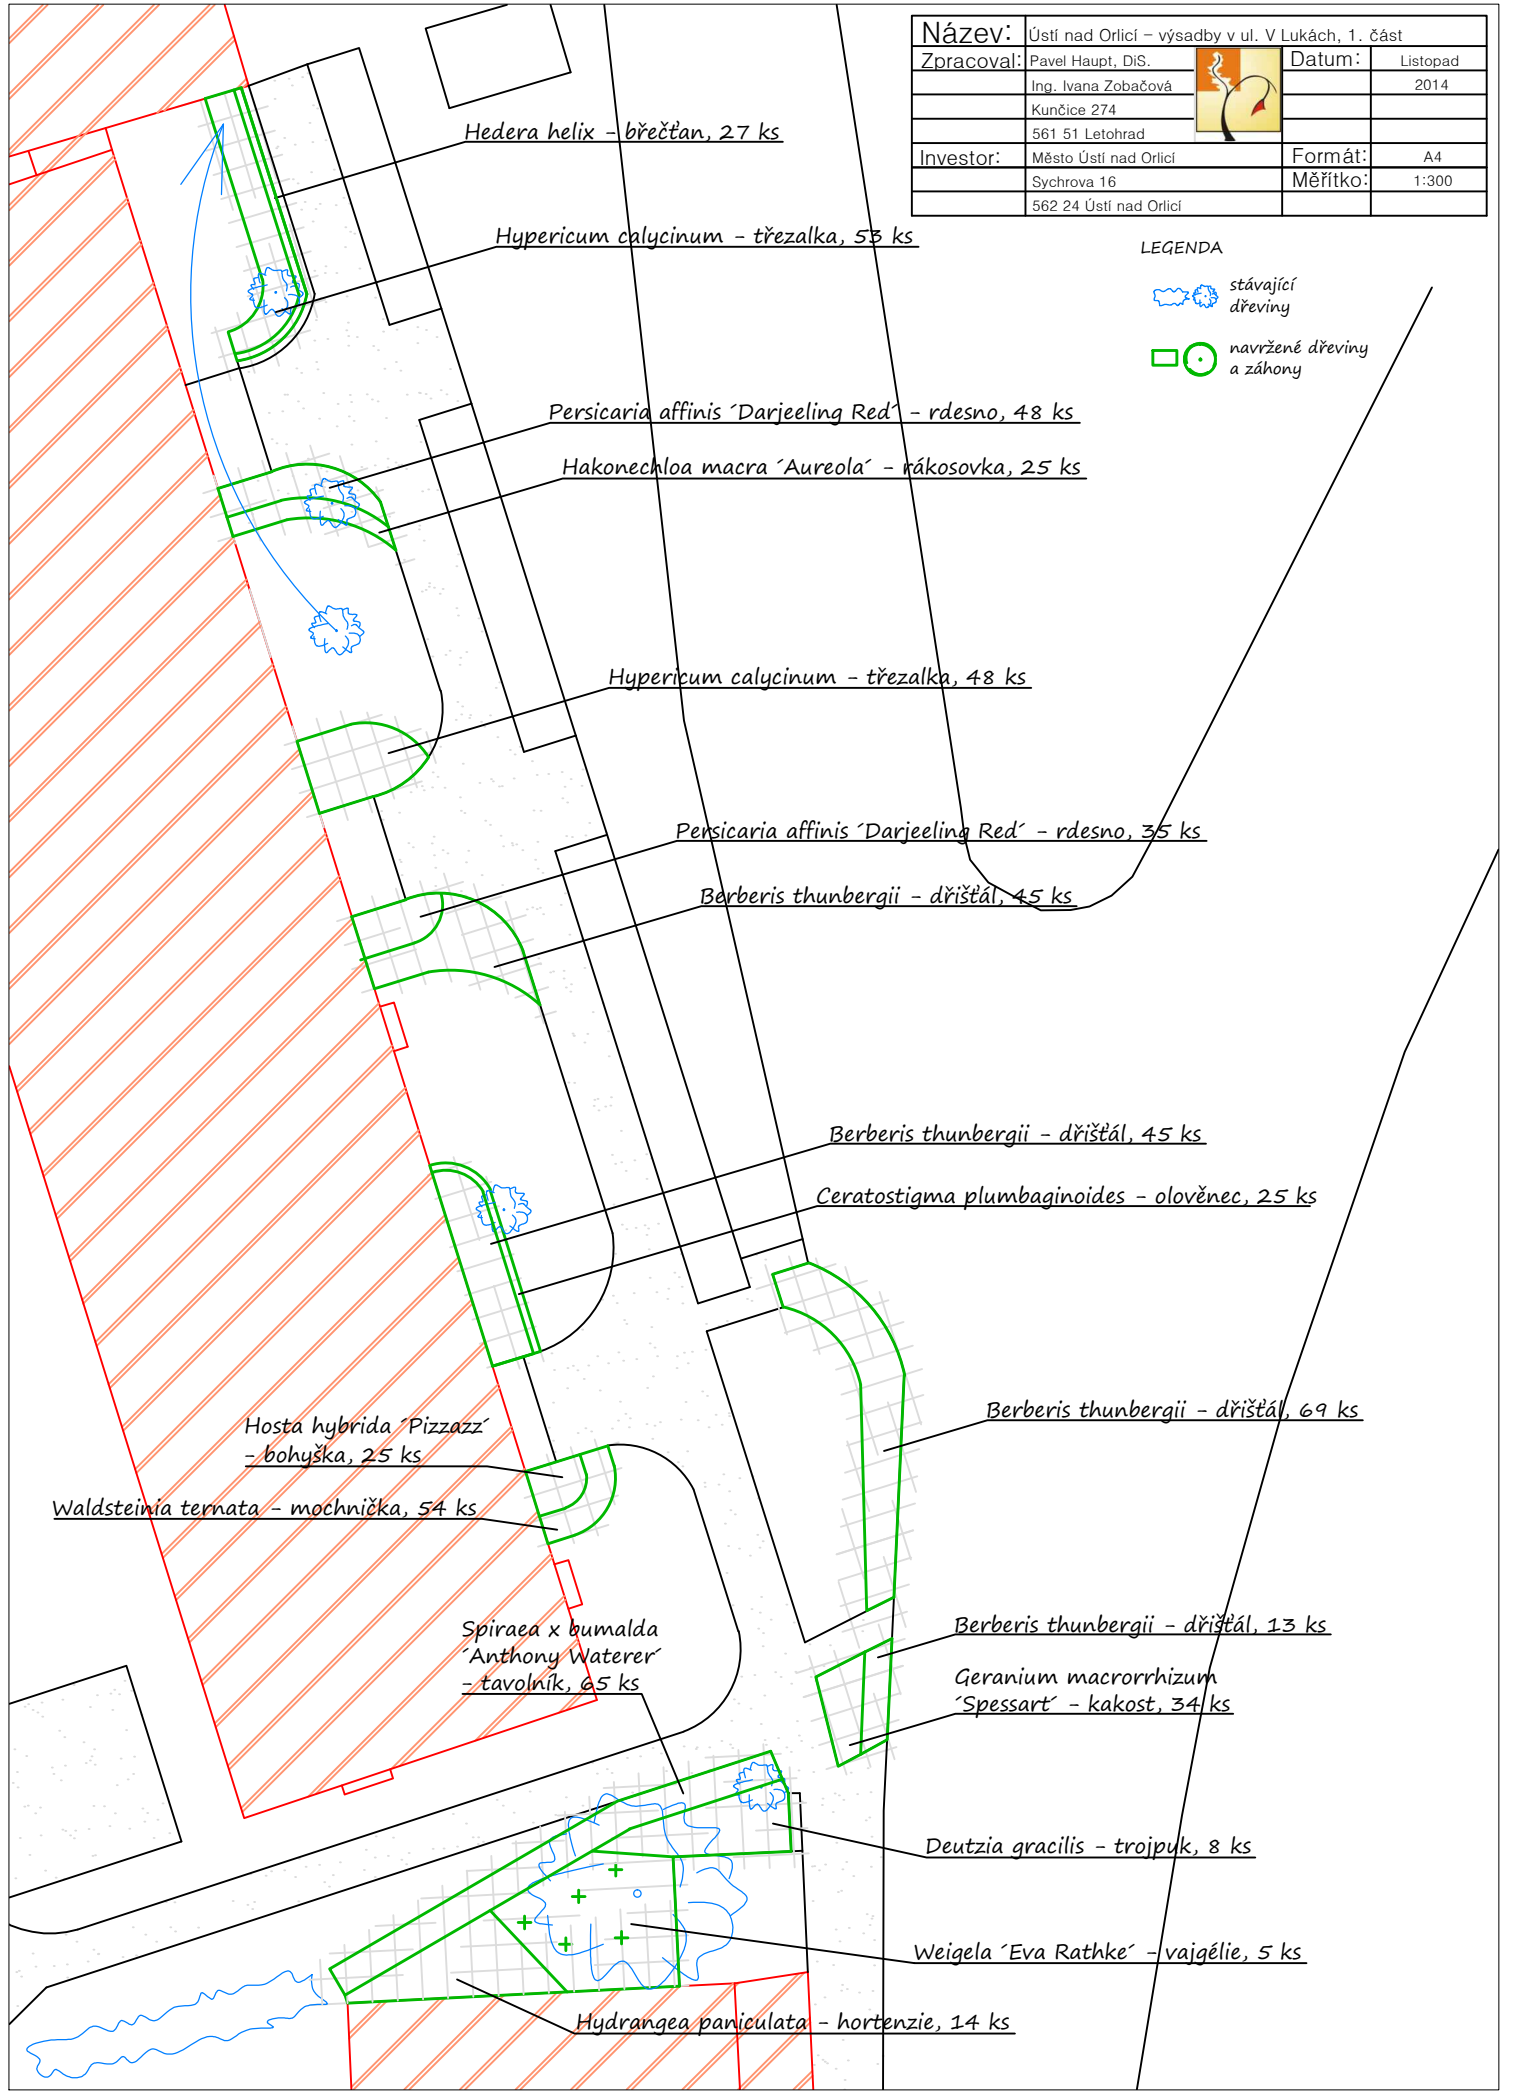 Název: Ústí nad Orlicí – výsadby v ul. V Lukách, 1. část
Zpracoval: Pavel Haupt, DiS. Datum: Listopad
Ing. Ivana Zobačová 2014
Kunčice 274
561 51 Letohrad
Investor: Město Ústí nad Orlicí Formát: A4
Sychrova 16 Měřítko: 1:300
562 24 Ústí nad Orlicí
LEGENDA
stávající
dřeviny
navržené dřeviny
a záhony
Hedera helix - břečťan, 27 ks
Hypericum calycinum - třezalka, 53 ks
Persicaria affinis ´Darjeeling Red´ - rdesno, 48 ks
Hakonechloa macra ´Aureola´ - rákosovka, 25 ks
Hypericum calycinum - třezalka, 48 ks
Persicaria affinis ´Darjeeling Red´ - rdesno, 35 ks
Berberis thunbergii - dřišťál, 45 ks
Berberis thunbergii - dřišťál, 45 ks
Ceratostigma plumbaginoides - olověnec, 25 ks
Berberis thunbergii - dřišťál, 69 ks
Hosta hybrida ´Pizzazz´
- bohyška, 25 ks
Waldsteinia ternata - mochnička, 54 ks
Spiraea x bumalda
´Anthony Waterer´
- tavolník, 65 ks
Berberis thunbergii - dřišťál, 13 ks
Geranium macrorrhizum
´Spessart´ - kakost, 34 ks
Deutzia gracilis - trojpuk, 8 ks
Weigela ´Eva Rathke´ - vajgélie, 5 ks
Hydrangea paniculata - hortenzie, 14 ks